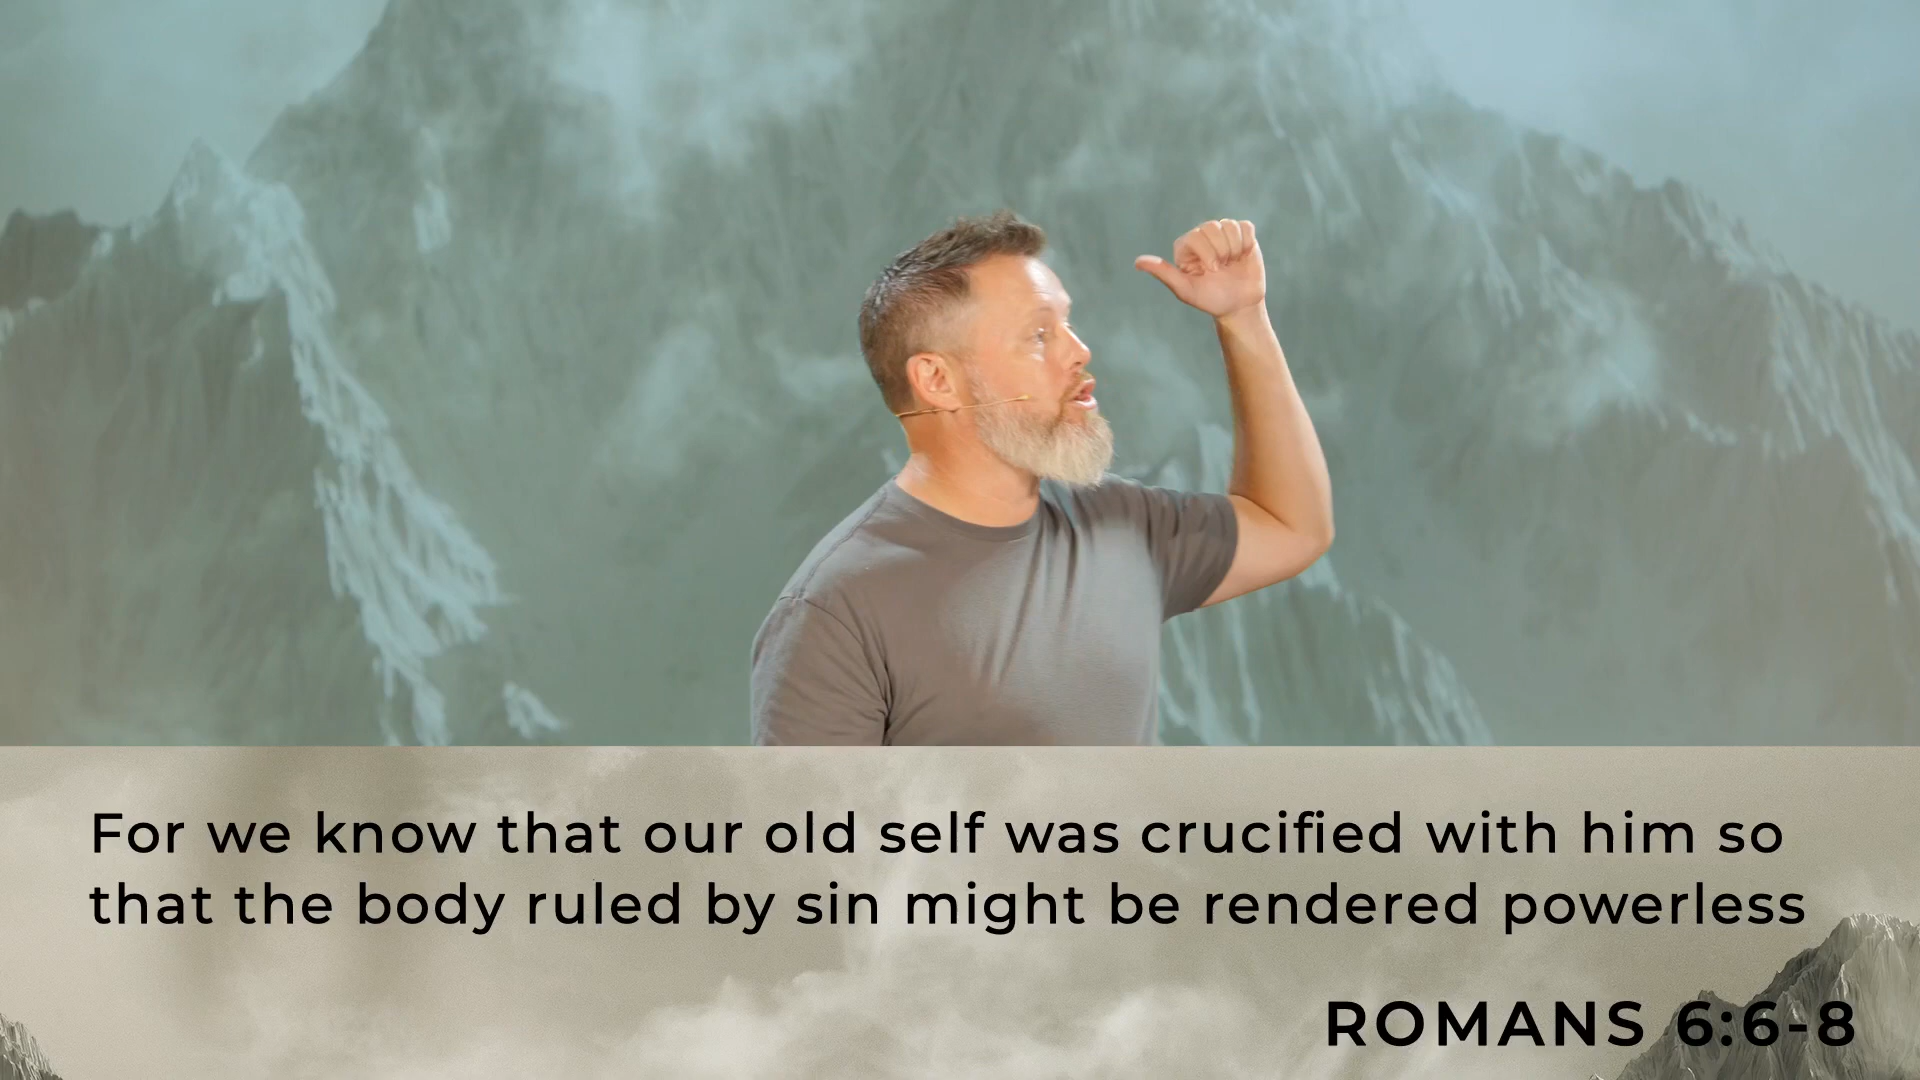 For we know that our old self was crucified with him so
that the body ruled by sin might be rendered powerless
ROMANS 6:6-8